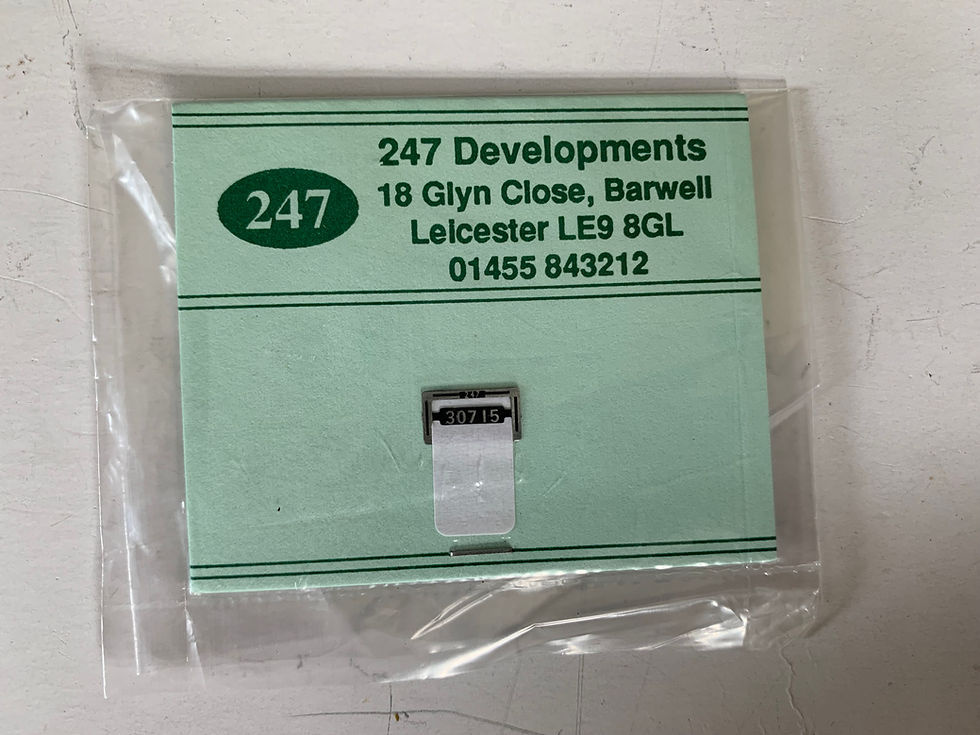 247
247 Developments
18 Glyn Close, Barwell
Leicester LE9 8GL
01455 843212
247
30715